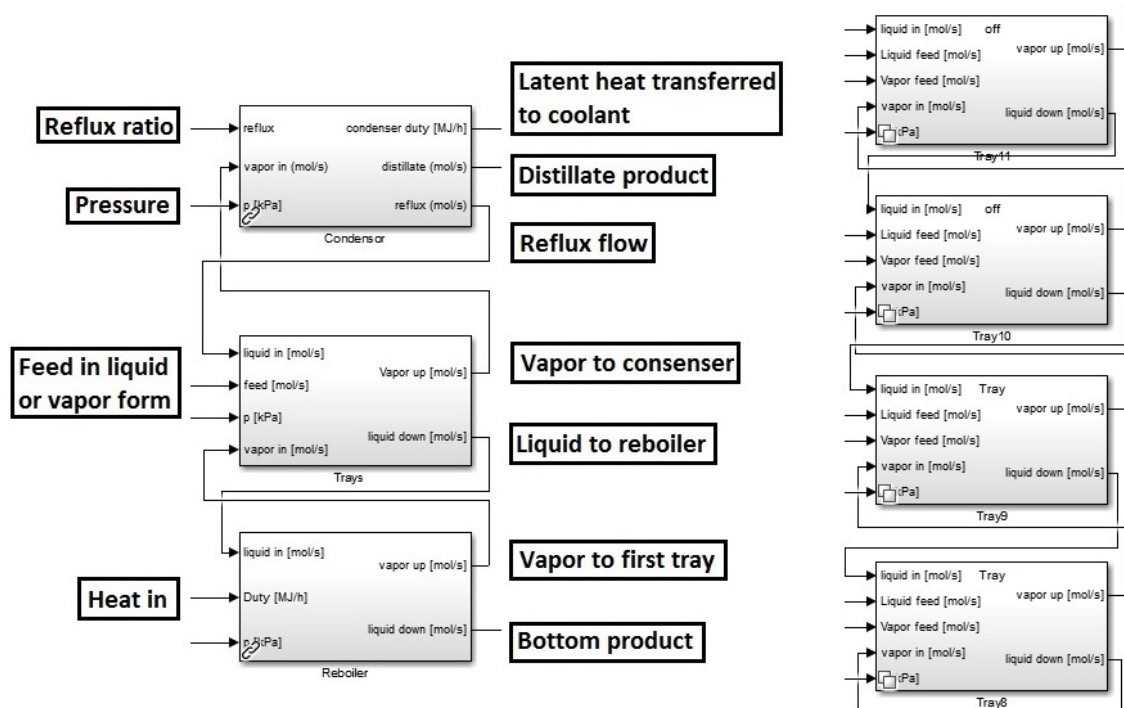 Reflux ratio
Pressure
reflux
condenser duty [MJ/h]
vapor in (mol/s)
distillate (mol/s)
p [kPa]
reflux (mol/s)
Condensor
Latent heat transferred
to coolant
Distillate product
Reflux flow
Feed in liquid
or vapor form
liquid in [mol/s]
Vapor up [mol/s]
feed [mol/s]
p [kPa]
liquid down [mol/s]
vapor in [mol/s]
Trays
Vapor to consenser
Liquid to reboiler
Heat in
liquid in [mol/s]
vapor up [mol/s]
Duty [MJ/h]
liquid down [mol/s]
p [kPa]
Reboiler
Vapor to first tray
Bottom product
liquid in [mol/s] off
vapor up [mol/s]
Liquid feed [mol/s]
Vapor feed [mol/s]
vapor in [mol/s]
liquid down [mol/s]
kPa]
Tray11
liquid in [mol/s] off
vapor up [mol/s]
Liquid feed [mol/s]
Vapor feed [mol/s]
vapor in [mol/s]
liquid down [mol/s]
kPa]
Tray10
liquid in [mol/s] Tray
vapor up [mol/s]
Liquid feed [mol/s]
Vapor feed [mol/s]
vapor in [mol/s]
liquid down [mol/s]
kPa]
Tray9
liquid in [mol/s] Tray
vapor up [mol/s]
Liquid feed [mol/s]
Vapor feed [mol/s]
vapor in [mol/s]
liquid down [mol/s]
kPa]
Tray8